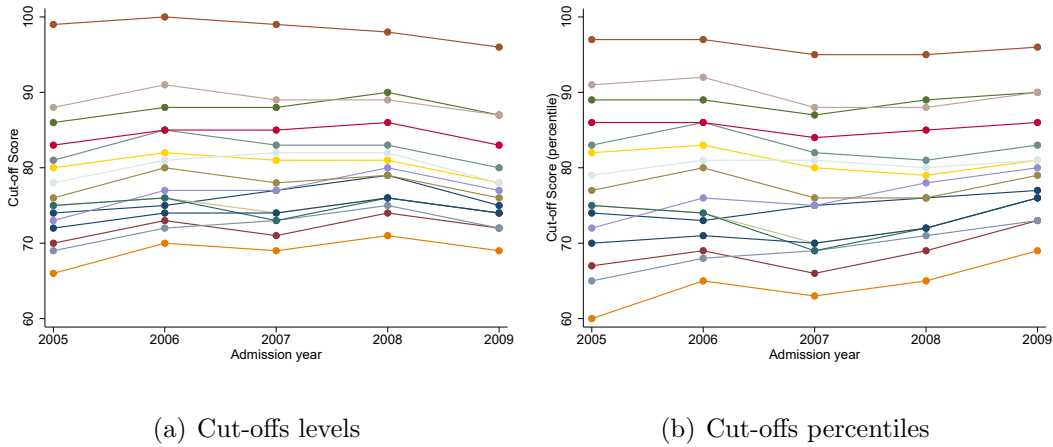 Cut-off Score
100
90
80
70
60
2005 2006 2007 2008 2009
Admission year
(a) Cut-offs levels
Cut-off Score (percentile)
100
90
80
70
60
2005 2006 2007 2008 2009
Admission year
(b) Cut-offs percentiles